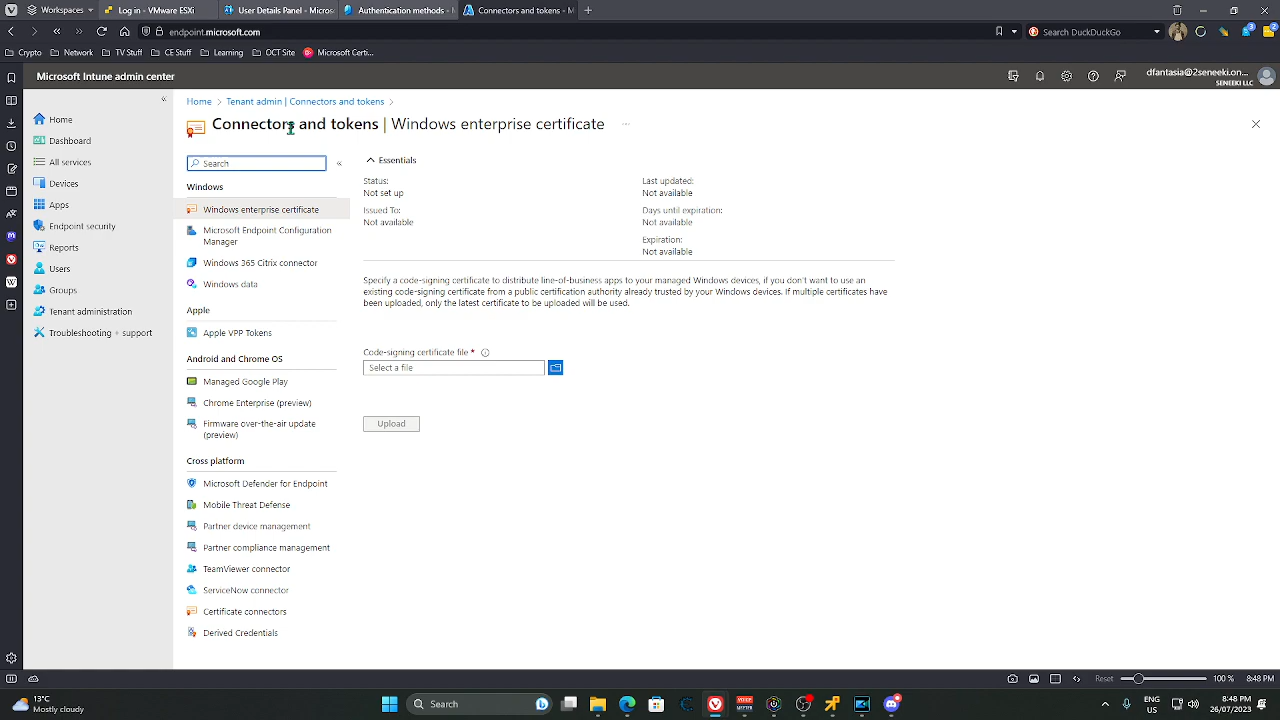 Workspaces
Log in - VMware ESXi
User Details Panel - Micros
Authentication methods - M
Connectors and tokens - M
endpoint.microsoft.com
Search DuckDuckGo
Crypto
Network
TV Stuff
CE Stuff
Learning
OCT Site
Microsoft Certi...
Microsoft Intune admin center
dfantasia@2seneeki.on...
SENEEKI LLC
Home
Dashboard
All services
Devices
Apps
Endpoint security
Reports
Users
Groups
Tenant administration
Troubleshooting + support
Home > Tenant admin | Connectors and tokens >
Connectors and tokens | Windows enterprise certificate
Search
Windows
Windows enterprise certificate
Microsoft Endpoint Configuration
Manager
Windows 365 Citrix connector
Windows data
Apple
Apple VPP Tokens
Android and Chrome OS
Managed Google Play
Chrome Enterprise (preview)
Firmware over-the-air update
(preview)
Cross platform
Microsoft Defender for Endpoint
Mobile Threat Defense
Partner device management
Partner compliance management
TeamViewer connector
ServiceNow connector
Certificate connectors
Derived Credentials
Essentials
Status:
Not set up
Issued To:
Not available
Last updated:
Not available
Days until expiration:
Not available
Expiration:
Not available
Specify a code-signing certificate to distribute line-of-business apps to your managed Windows devices, if you don't want to use an
existing code-signing certificate from a public certification authority already trusted by your Windows devices. If multiple certificates have
been uploaded, only the latest certificate to be uploaded will be used.
Code-signing certificate file *
Select a file
Upload
Reset
100 %
8:48 PM
13°C
Mostly cloudy
Search
ENG
US
8:48 PM
26/07/2023